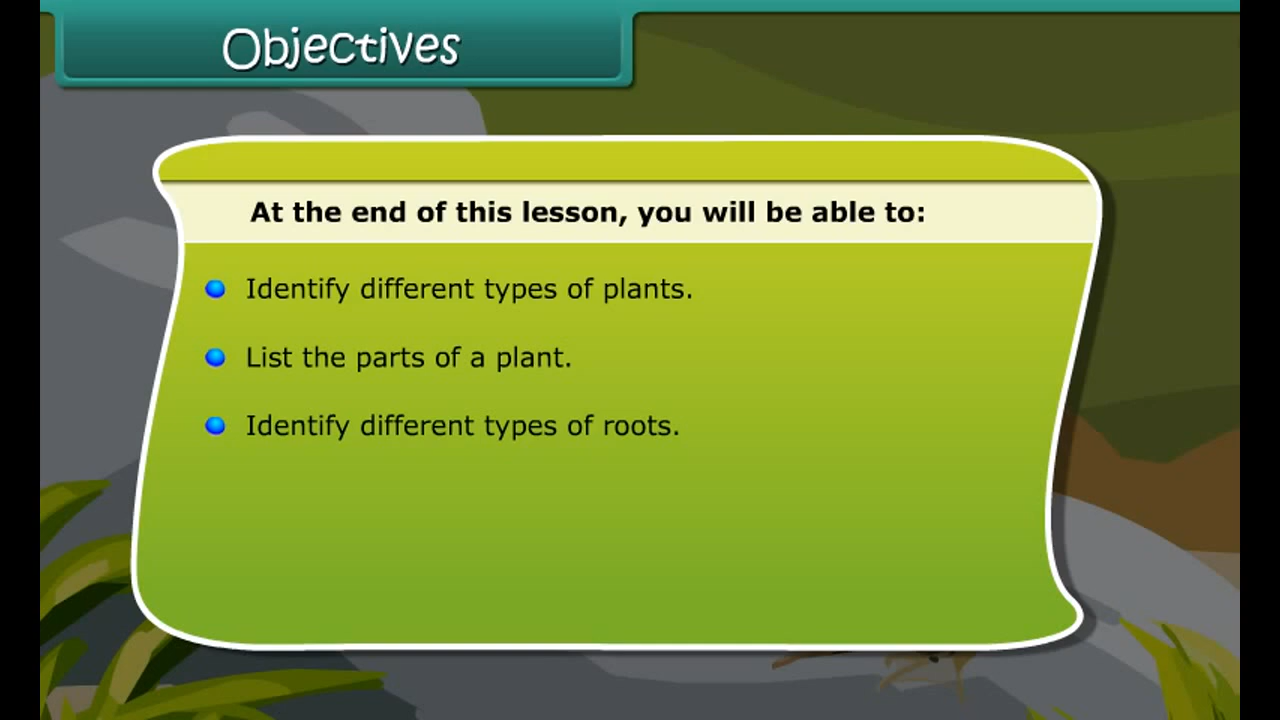 Objectives
At the end of this lesson, you will be able to:
Identify different types of plants.
List the parts of a plant.
Identify different types of roots.